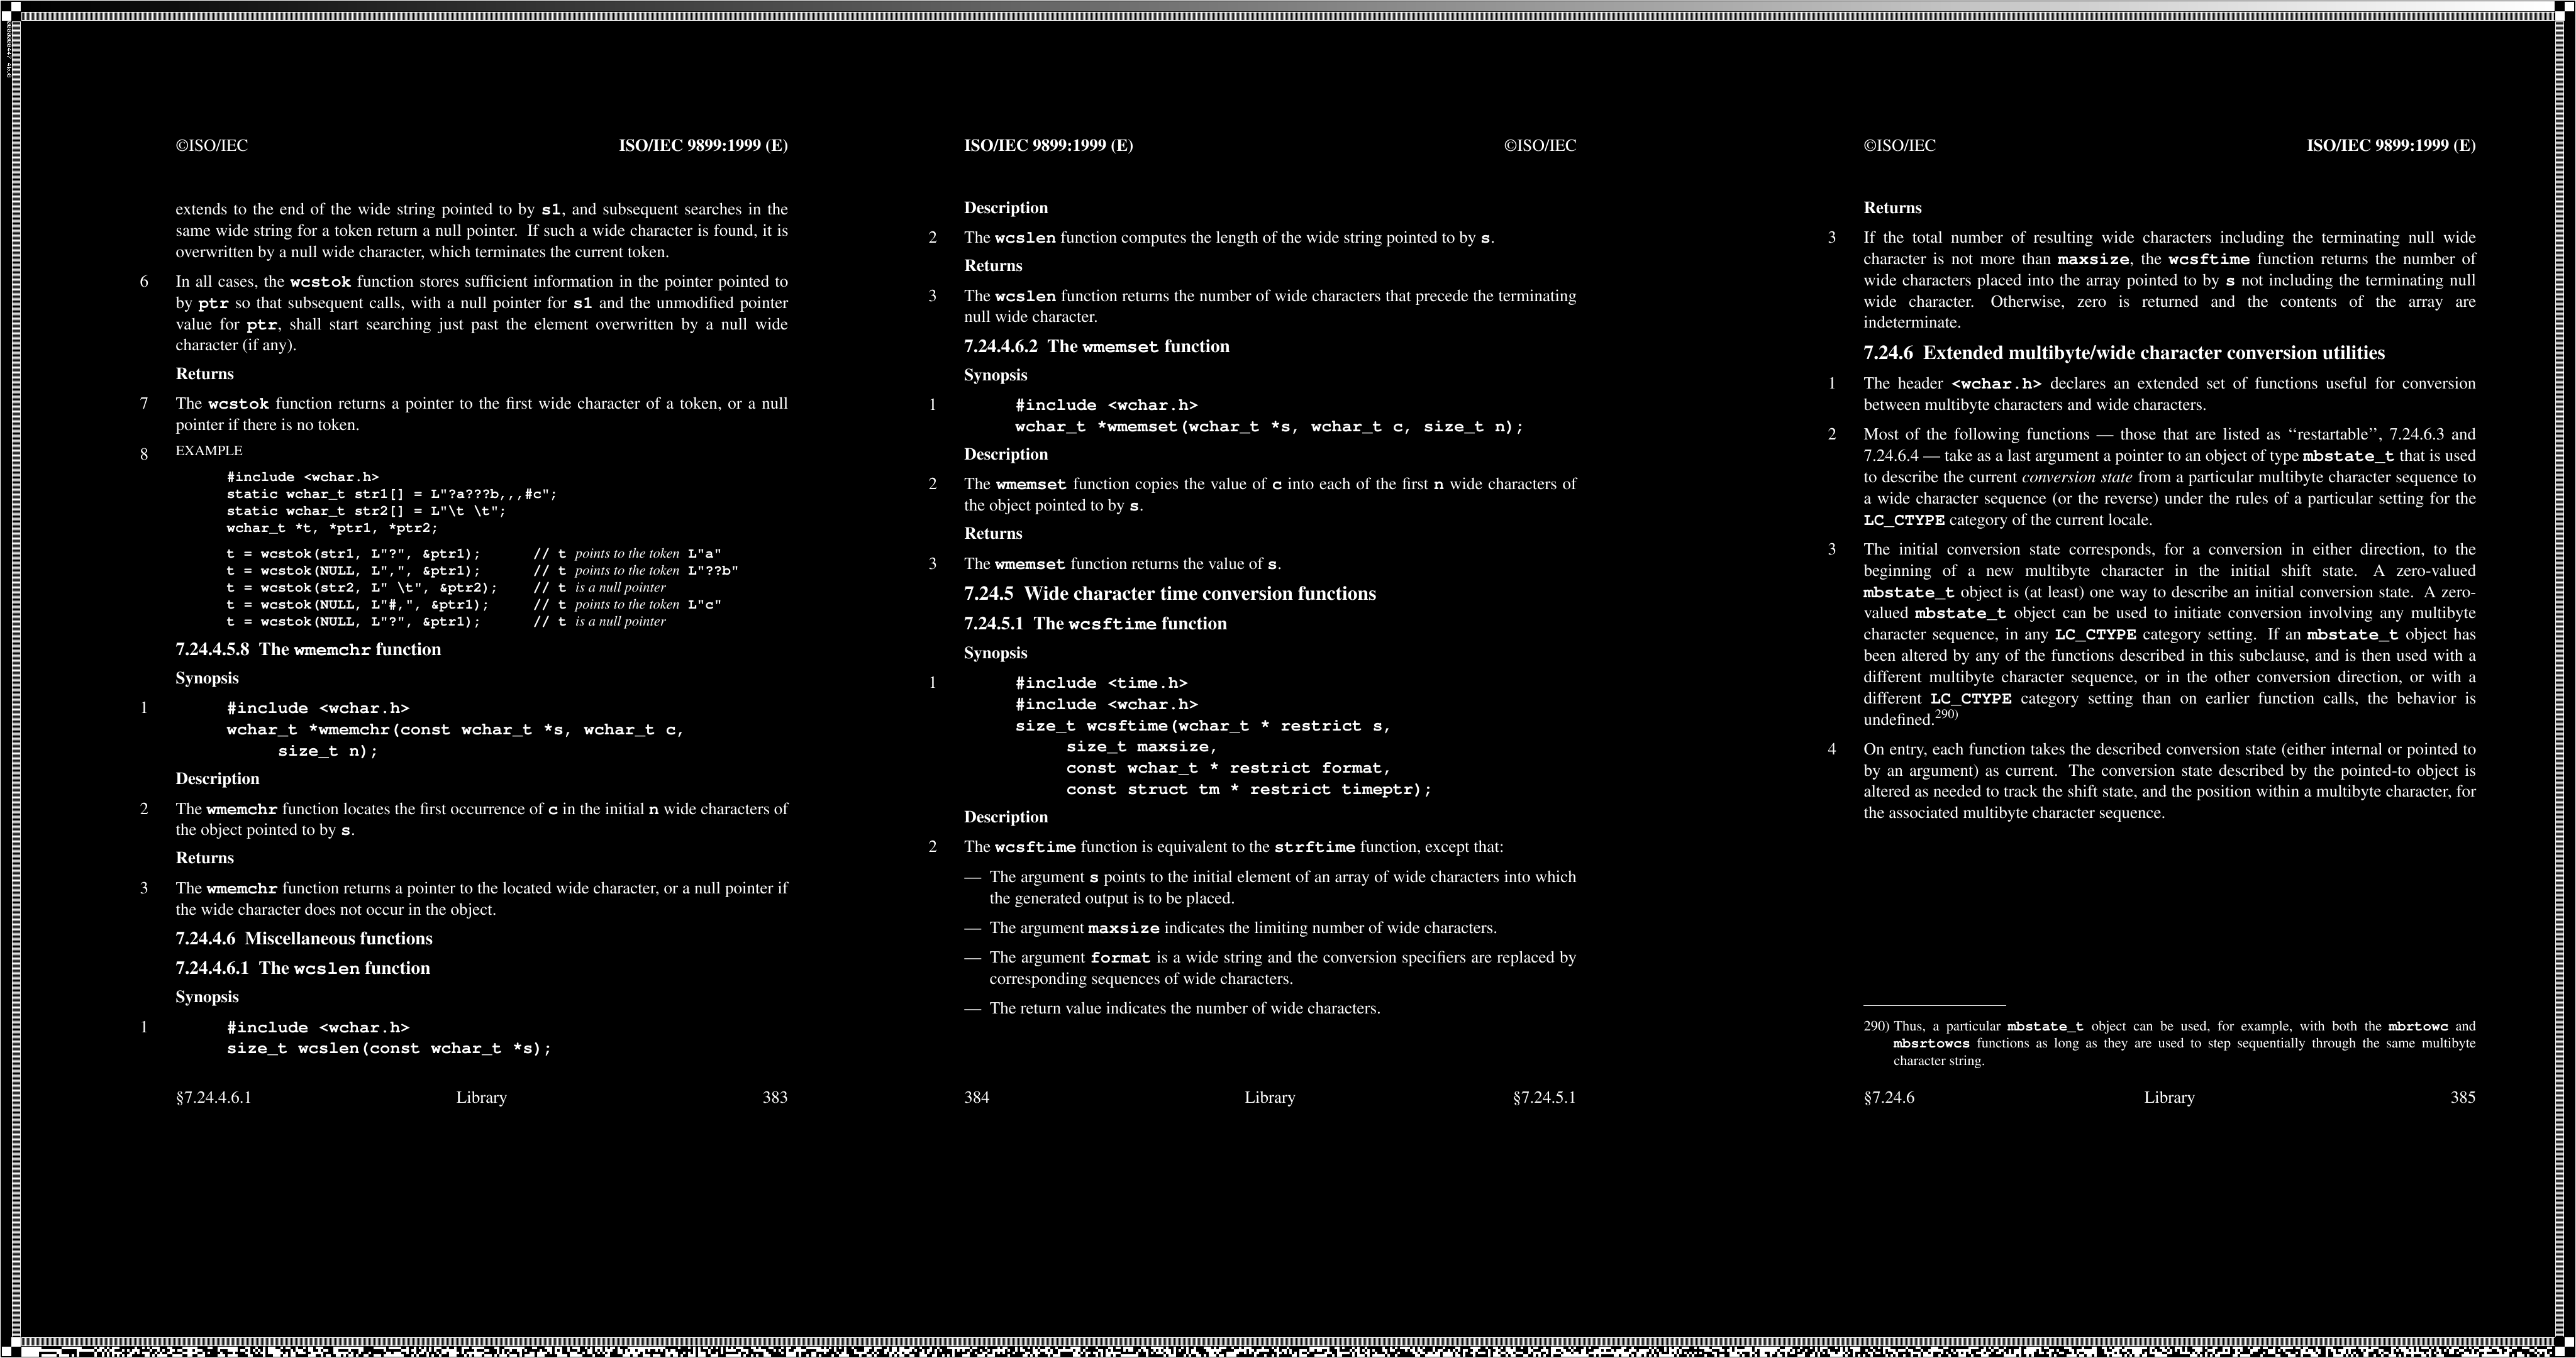 ©ISO/IEC ISO/IEC 9899:1999 (E)
extends to the end of the wide string pointed to by s1, and subsequent searches in the
same wide string for a token return a null pointer. If such a wide character is found, it is
overwritten by a null wide character, which terminates the current token.
6 In all cases, the wcstok function stores sufficient information in the pointer pointed to
by ptr so that subsequent calls, with a null pointer for s1 and the unmodified pointer
value for ptr, shall start searching just past the element overwritten by a null wide
character (if any).
Returns
7 The wcstok function returns a pointer to the first wide character of a token, or a null
pointer if there is no token.
8 EXAMPLE
#include <wchar.h>
static wchar_t str1[] = L"?a???b,,,#c";
static wchar_t str2[] = L"\t \t";
wchar_t *t, *ptr1, *ptr2;
t = wcstok(str1, L"?", &ptr1); // t points to the token L"a"
t = wcstok(NULL, L",", &ptr1); // t points to the token L"??b"
t = wcstok(str2, L" \t", &ptr2); // t is a null pointer
t = wcstok(NULL, L"#,", &ptr1); // t points to the token L"c"
t = wcstok(NULL, L"?", &ptr1); // t is a null pointer
7.24.4.5.8 The wmemchr function
Synopsis
1 #include <wchar.h>
wchar_t *wmemchr(const wchar_t *s, wchar_t c,
size_t n);
Description
2 The wmemchr function locates the first occurrence of c in the initial n wide characters of
the object pointed to by s.
Returns
3 The wmemchr function returns a pointer to the located wide character, or a null pointer if
the wide character does not occur in the object.
7.24.4.6 Miscellaneous functions
7.24.4.6.1 The wcslen function
Synopsis
1 #include <wchar.h>
size_t wcslen(const wchar_t *s);
§7.24.4.6.1 Library 383
ISO/IEC 9899:1999 (E) ©ISO/IEC
Description
2 The wcslen function computes the length of the wide string pointed to by s.
Returns
3 The wcslen function returns the number of wide characters that precede the terminating
null wide character.
7.24.4.6.2 The wmemset function
Synopsis
1 #include <wchar.h>
wchar_t *wmemset(wchar_t *s, wchar_t c, size_t n);
Description
2 The wmemset function copies the value of c into each of the first n wide characters of
the object pointed to by s.
Returns
3 The wmemset function returns the value of s.
7.24.5 Wide character time conversion functions
7.24.5.1 The wcsftime function
Synopsis
1 #include <time.h>
#include <wchar.h>
size_t wcsftime(wchar_t * restrict s,
size_t maxsize,
const wchar_t * restrict format,
const struct tm * restrict timeptr);
Description
2 The wcsftime function is equivalent to the strftime function, except that:
— The argument s points to the initial element of an array of wide characters into which
the generated output is to be placed.
— The argument maxsize indicates the limiting number of wide characters.
— The argument format is a wide string and the conversion specifiers are replaced by
corresponding sequences of wide characters.
— The return value indicates the number of wide characters.
384 Library §7.24.5.1
©ISO/IEC ISO/IEC 9899:1999 (E)
Returns
3 If the total number of resulting wide characters including the terminating null wide
character is not more than maxsize, the wcsftime function returns the number of
wide characters placed into the array pointed to by s not including the terminating null
wide character. Otherwise, zero is returned and the contents of the array are
indeterminate.
7.24.6 Extended multibyte/wide character conversion utilities
1 The header <wchar.h> declares an extended set of functions useful for conversion
between multibyte characters and wide characters.
2 Most of the following functions — those that are listed as ‘‘restartable’’, 7.24.6.3 and
7.24.6.4 — take as a last argument a pointer to an object of type mbstate_t that is used
to describe the current conversion state from a particular multibyte character sequence to
a wide character sequence (or the reverse) under the rules of a particular setting for the
LC_CTYPE category of the current locale.
3 The initial conversion state corresponds, for a conversion in either direction, to the
beginning of a new multibyte character in the initial shift state. A zero-valued
mbstate_t object is (at least) one way to describe an initial conversion state. A zero-
valued mbstate_t object can be used to initiate conversion involving any multibyte
character sequence, in any LC_CTYPE category setting. If an mbstate_t object has
been altered by any of the functions described in this subclause, and is then used with a
different multibyte character sequence, or in the other conversion direction, or with a
different LC_CTYPE category setting than on earlier function calls, the behavior is
undefined.290)
4 On entry, each function takes the described conversion state (either internal or pointed to
by an argument) as current. The conversion state described by the pointed-to object is
altered as needed to track the shift state, and the position within a multibyte character, for
the associated multibyte character sequence.
290) Thus, a particular mbstate_t object can be used, for example, with both the mbrtowc and
mbsrtowcs functions as long as they are used to step sequentially through the same multibyte
character string.
§7.24.6 Library 385